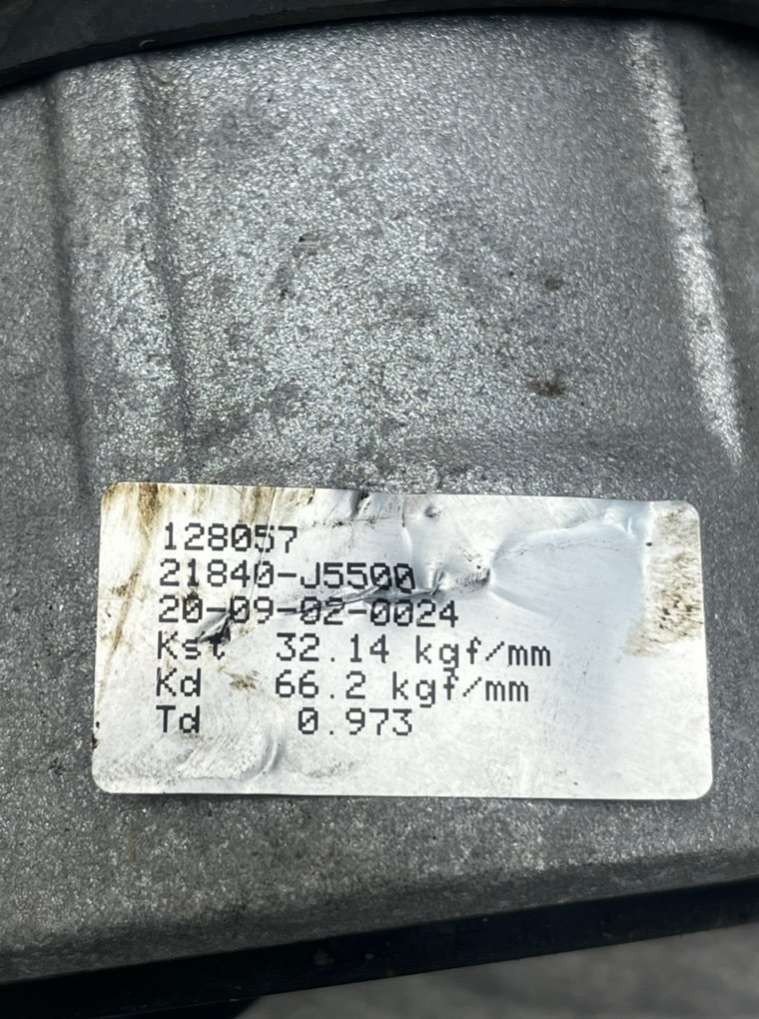 128057
21840-J5500
20-09-02-0024
Kst 32.14 kgf/mm
Kd 66.2 kgf/mm
Td 0.973